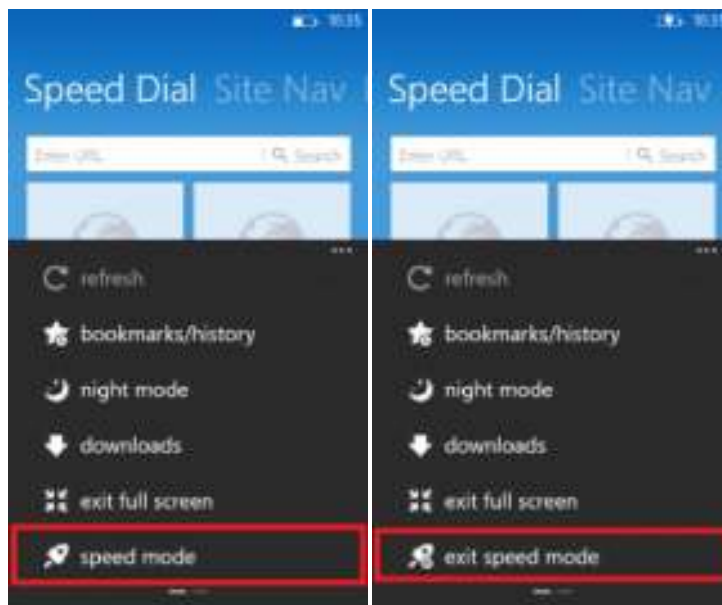 10:35
Speed Dial Site Nav
Enter URL Search
refresh
bookmarks/history
night mode
downloads
exit full screen
speed mode
10:35
Speed Dial Site Nav
Enter URL Search
refresh
bookmarks/history
night mode
downloads
exit full screen
exit speed mode